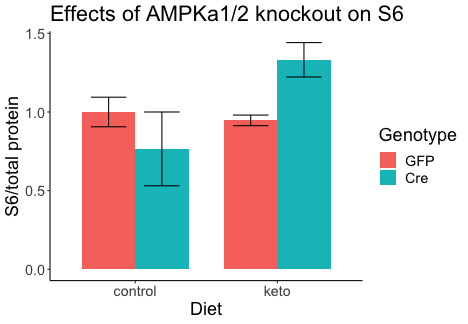 Effects of AMPKa1/2 knockout on S6
S6/total protein
1.5
1.0
0.5
0.0
control
keto
Diet
Genotype
GFP
Cre